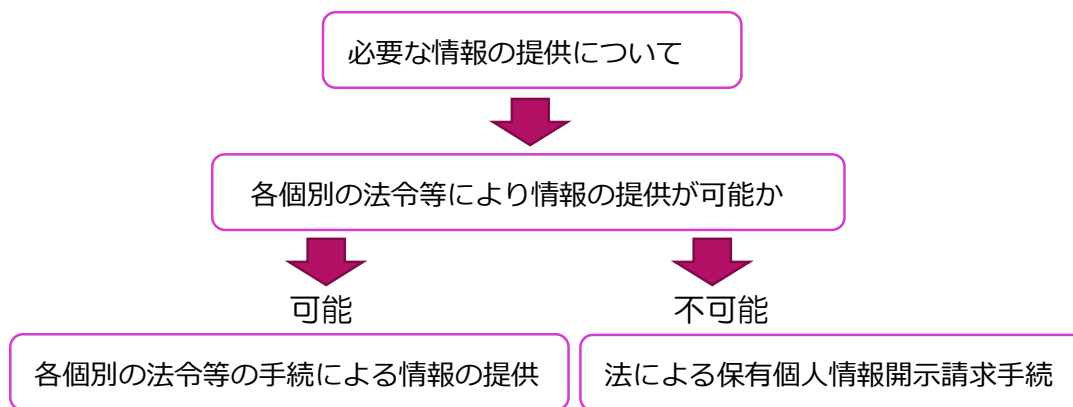 必要な情報の提供について
各個別の法令等により情報の提供が可能か
可能
不可能
各個別の法令等の手続による情報の提供
法による保有個人情報開示請求手続